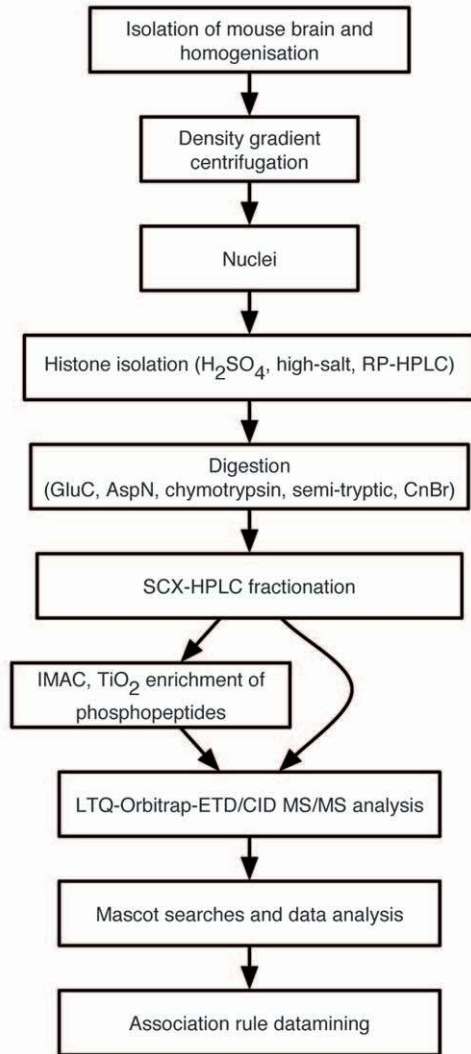 Isolation of mouse brain and
homogenisation
Density gradient
centrifugation
Nuclei
Histone isolation (H₂SO₄, high-salt, RP-HPLC)
Digestion
(GluC, AspN, chymotrypsin, semi-tryptic, CnBr)
SCX-HPLC fractionation
IMAC, TiO₂ enrichment of
phosphopeptides
LTQ-Orbitrap-ETD/CID MS/MS analysis
Mascot searches and data analysis
Association rule datamining